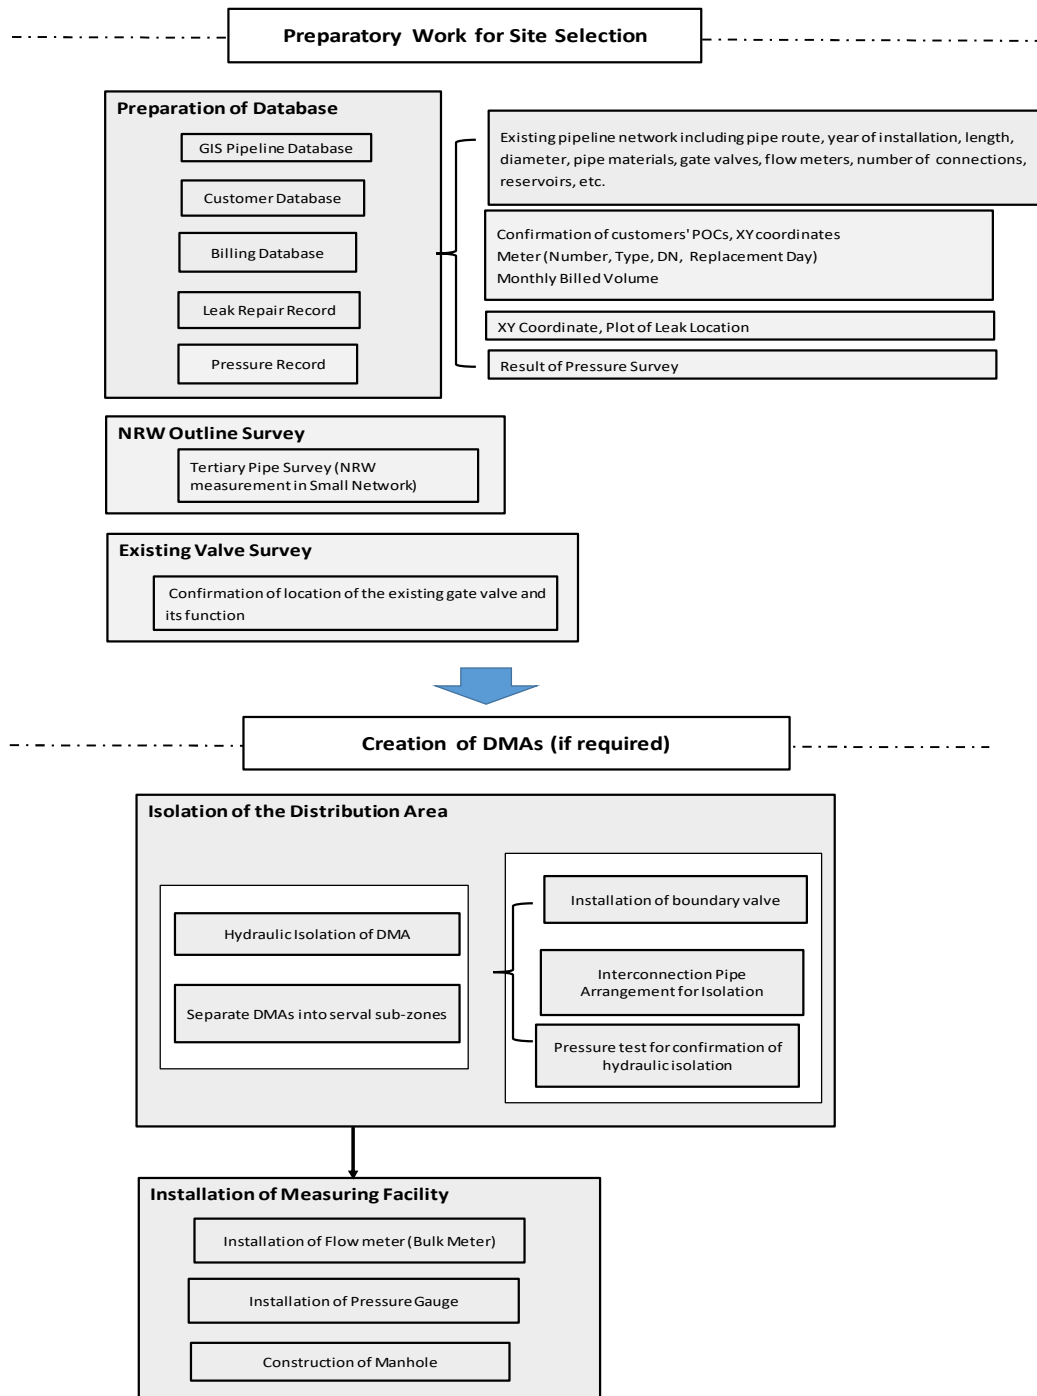 Preparatory Work for Site Selection
Preparation of Database
GIS Pipeline Database
Customer Database
Billing Database
Leak Repair Record
Pressure Record
Existing pipeline network including pipe route, year of installation, length,
diameter, pipe materials, gate valves, flow meters, number of connections,
reservoirs, etc.
Confirmation of customers' POCs, XY coordinates
Meter (Number, Type, DN, Replacement Day)
Monthly Billed Volume
XY Coordinate, Plot of Leak Location
Result of Pressure Survey
NRW Outline Survey
Tertiary Pipe Survey (NRW
measurement in Small Network)
Existing Valve Survey
Confirmation of location of the existing gate valve and
its function
Creation of DMAs (if required)
Isolation of the Distribution Area
Hydraulic Isolation of DMA
Separate DMAs into serval sub-zones
Installation of boundary valve
Interconnection Pipe
Arrangement for Isolation
Pressure test for confirmation of
hydraulic isolation
Installation of Measuring Facility
Installation of Flow meter (Bulk Meter)
Installation of Pressure Gauge
Construction of Manhole